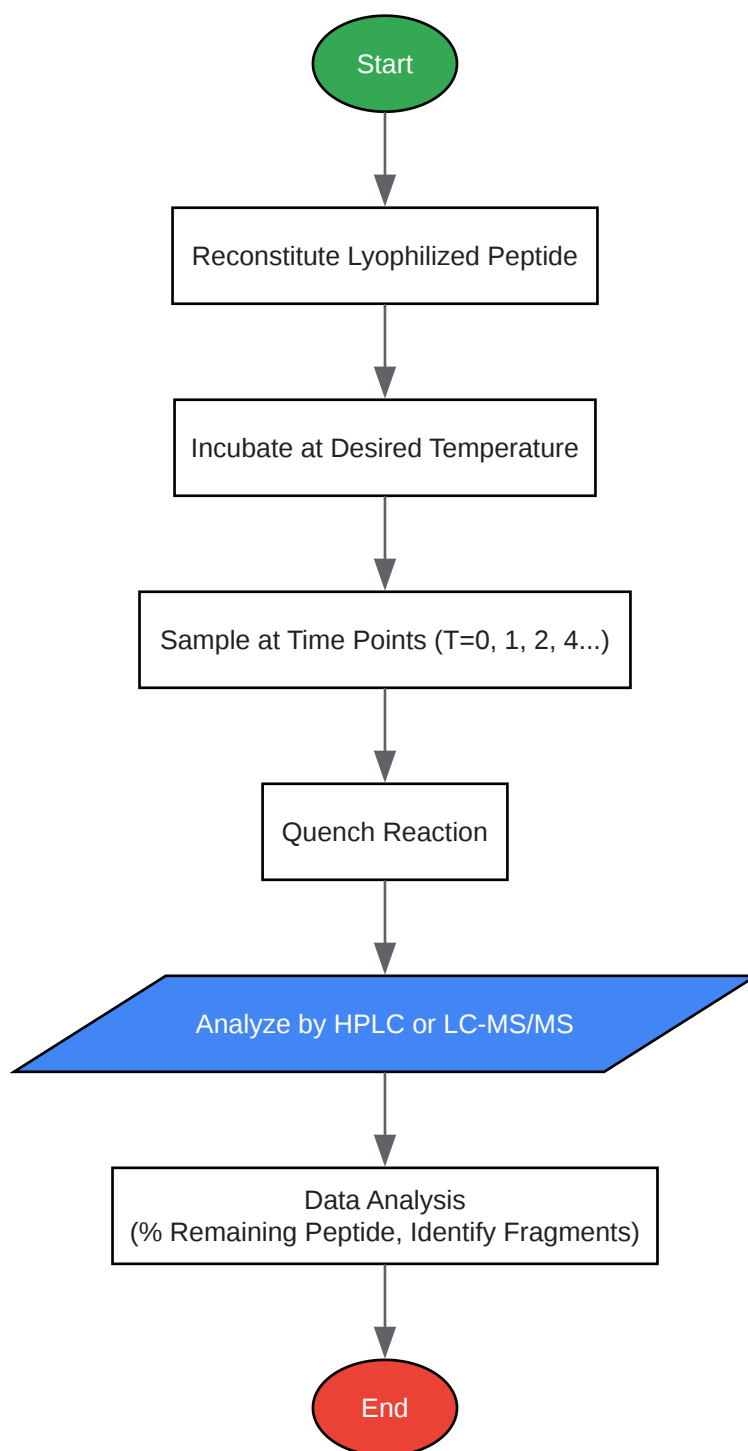 Start
Reconstitute Lyophilized Peptide
Incubate at Desired Temperature
Sample at Time Points (T=0, 1, 2, 4...)
Quench Reaction
Analyze by HPLC or LC-MS/MS
Data Analysis
(% Remaining Peptide, Identify Fragments)
End